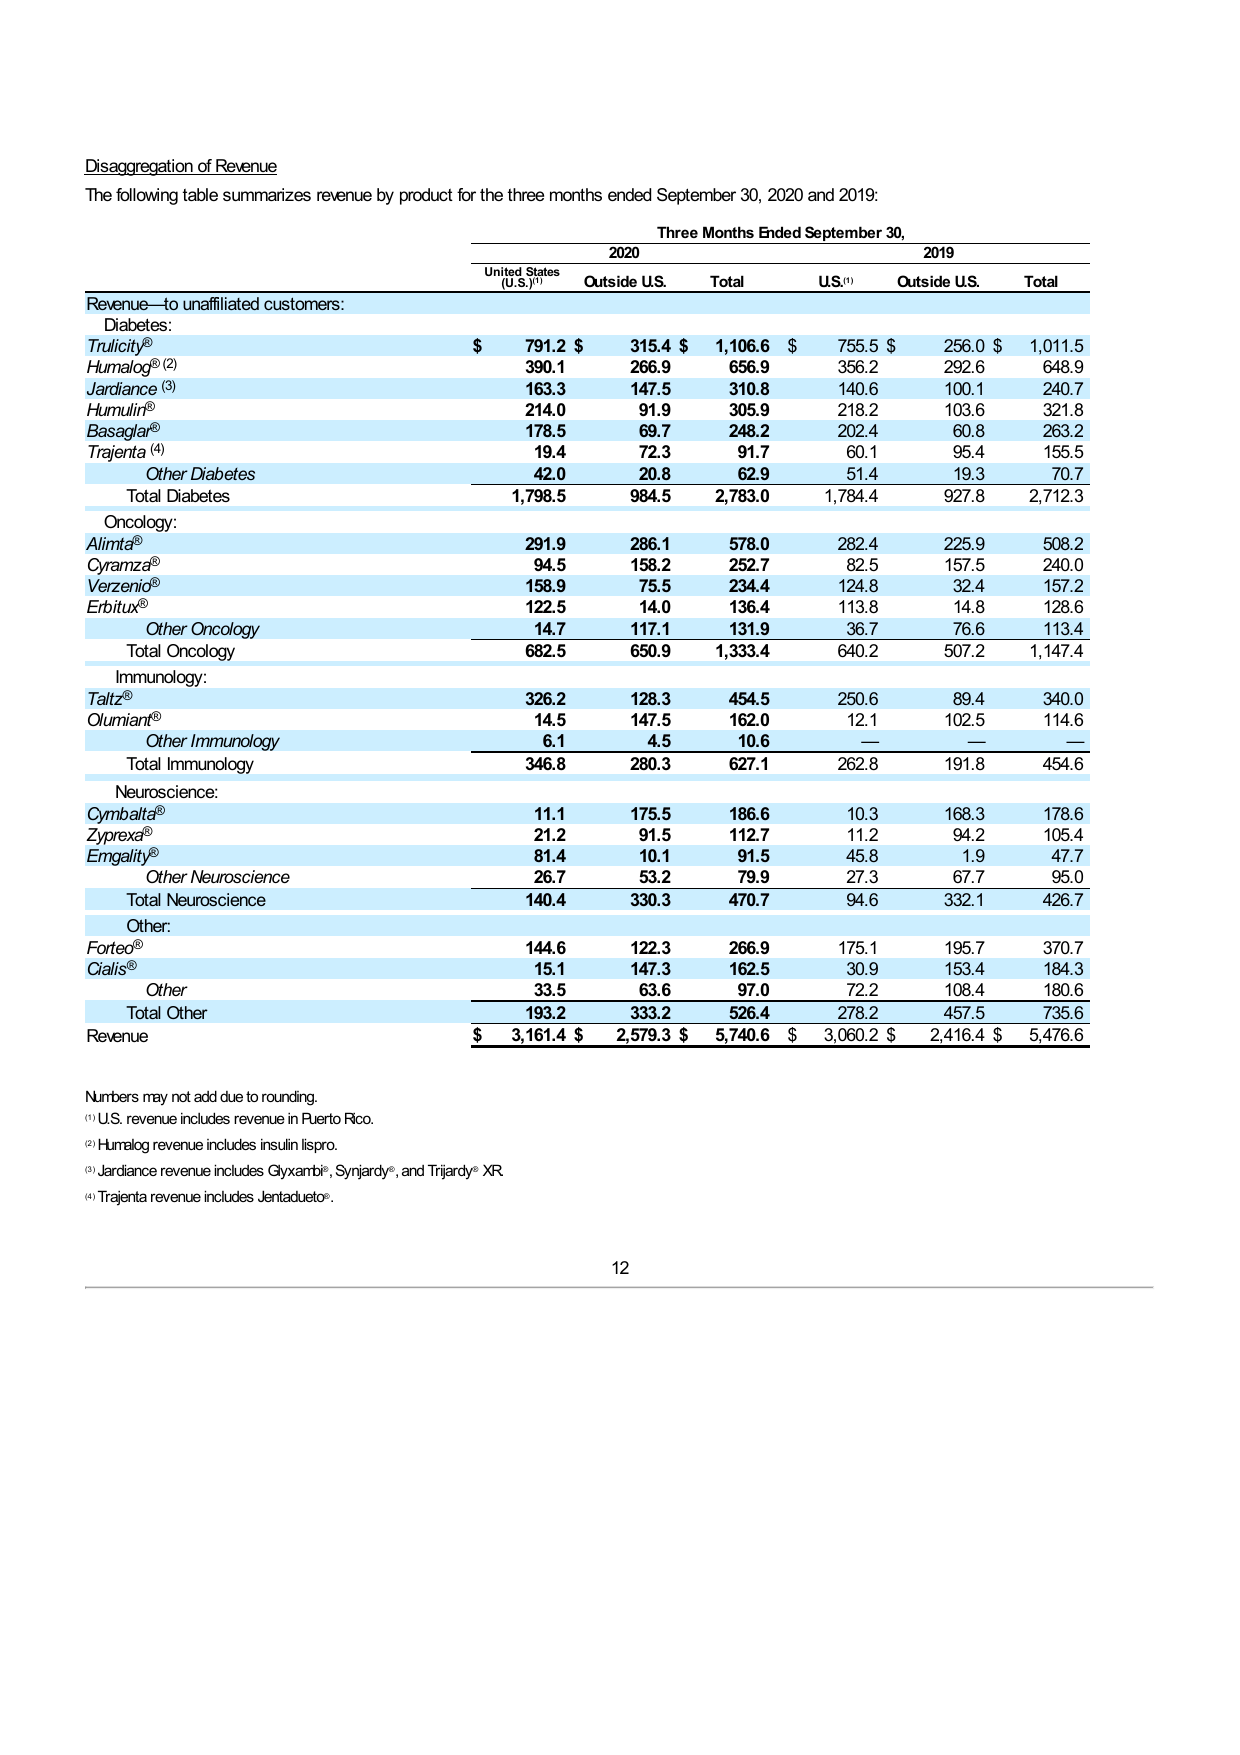 Disaggregation of Revenue
The following table summarizes revenue by product for the three months ended September 30, 2020 and 2019:
Three Months Ended September 30,
2020 2019
United States (U.S.)(1) Outside U.S. Total U.S.(1) Outside U.S. Total
Revenue—to unaffiliated customers:
Diabetes:
Trulicity® $ 791.2 $ 315.4 $ 1,106.6 $ 755.5 $ 256.0 $ 1,011.5
Humalog® (2) 390.1 266.9 656.9 356.2 292.6 648.9
Jardiance (3) 163.3 147.5 310.8 140.6 100.1 240.7
Humulin® 214.0 91.9 305.9 218.2 103.6 321.8
Basaglar® 178.5 69.7 248.2 202.4 60.8 263.2
Trajenta (4) 19.4 72.3 91.7 60.1 95.4 155.5
Other Diabetes 42.0 20.8 62.9 51.4 19.3 70.7
Total Diabetes 1,798.5 984.5 2,783.0 1,784.4 927.8 2,712.3
Oncology:
Alimta® 291.9 286.1 578.0 282.4 225.9 508.2
Cyramza® 94.5 158.2 252.7 82.5 157.5 240.0
Verzenio® 158.9 75.5 234.4 124.8 32.4 157.2
Erbitux® 122.5 14.0 136.4 113.8 14.8 128.6
Other Oncology 14.7 117.1 131.9 36.7 76.6 113.4
Total Oncology 682.5 650.9 1,333.4 640.2 507.2 1,147.4
Immunology:
Taltz® 326.2 128.3 454.5 250.6 89.4 340.0
Olumiant® 14.5 147.5 162.0 12.1 102.5 114.6
Other Immunology 6.1 4.5 10.6 — — —
Total Immunology 346.8 280.3 627.1 262.8 191.8 454.6
Neuroscience:
Cymbalta® 11.1 175.5 186.6 10.3 168.3 178.6
Zyprexa® 21.2 91.5 112.7 11.2 94.2 105.4
Emgality® 81.4 10.1 91.5 45.8 1.9 47.7
Other Neuroscience 26.7 53.2 79.9 27.3 67.7 95.0
Total Neuroscience 140.4 330.3 470.7 94.6 332.1 426.7
Other:
Forteo® 144.6 122.3 266.9 175.1 195.7 370.7
Cialis® 15.1 147.3 162.5 30.9 153.4 184.3
Other 33.5 63.6 97.0 72.2 108.4 180.6
Total Other 193.2 333.2 526.4 278.2 457.5 735.6
Revenue $ 3,161.4 $ 2,579.3 $ 5,740.6 $ 3,060.2 $ 2,416.4 $ 5,476.6
Numbers may not add due to rounding.
(1) U.S. revenue includes revenue in Puerto Rico.
(2) Humalog revenue includes insulin lispro.
(3) Jardiance revenue includes Glyxambi®, Synjardy®, and Trijardy® XR.
(4) Trajenta revenue includes Jentadueto®.
12